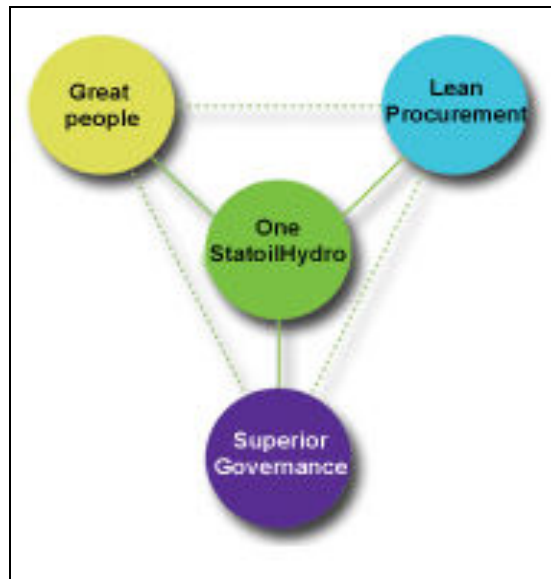 Great
people
Lean
Procurement
One
StatoilHydro
Superior
Governance